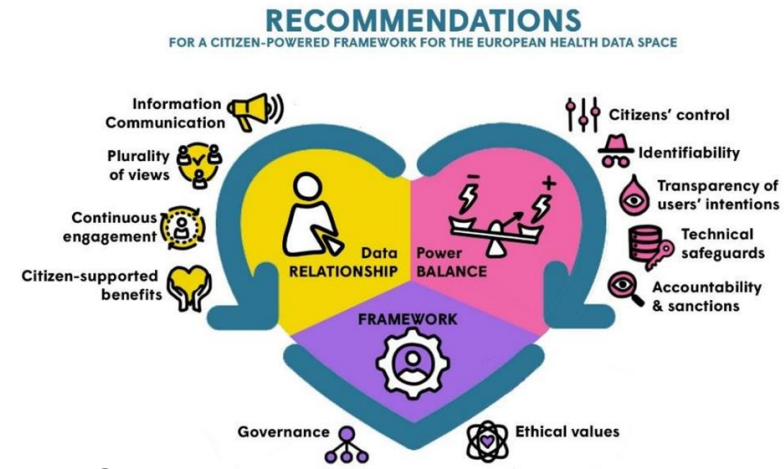 RECOMMENDATIONS
FOR A CITIZEN-POWERED FRAMEWORK FOR THE EUROPEAN HEALTH DATA SPACE
Information
Communication
Plurality
of views
Continuous
engagement
Citizen-supported
benefits
Data
RELATIONSHIP
Power
BALANCE
FRAMEWORK
Citizens' control
Identifiability
Transparency of
users' intentions
Technical
safeguards
Accountability
& sanctions
Governance
Ethical values